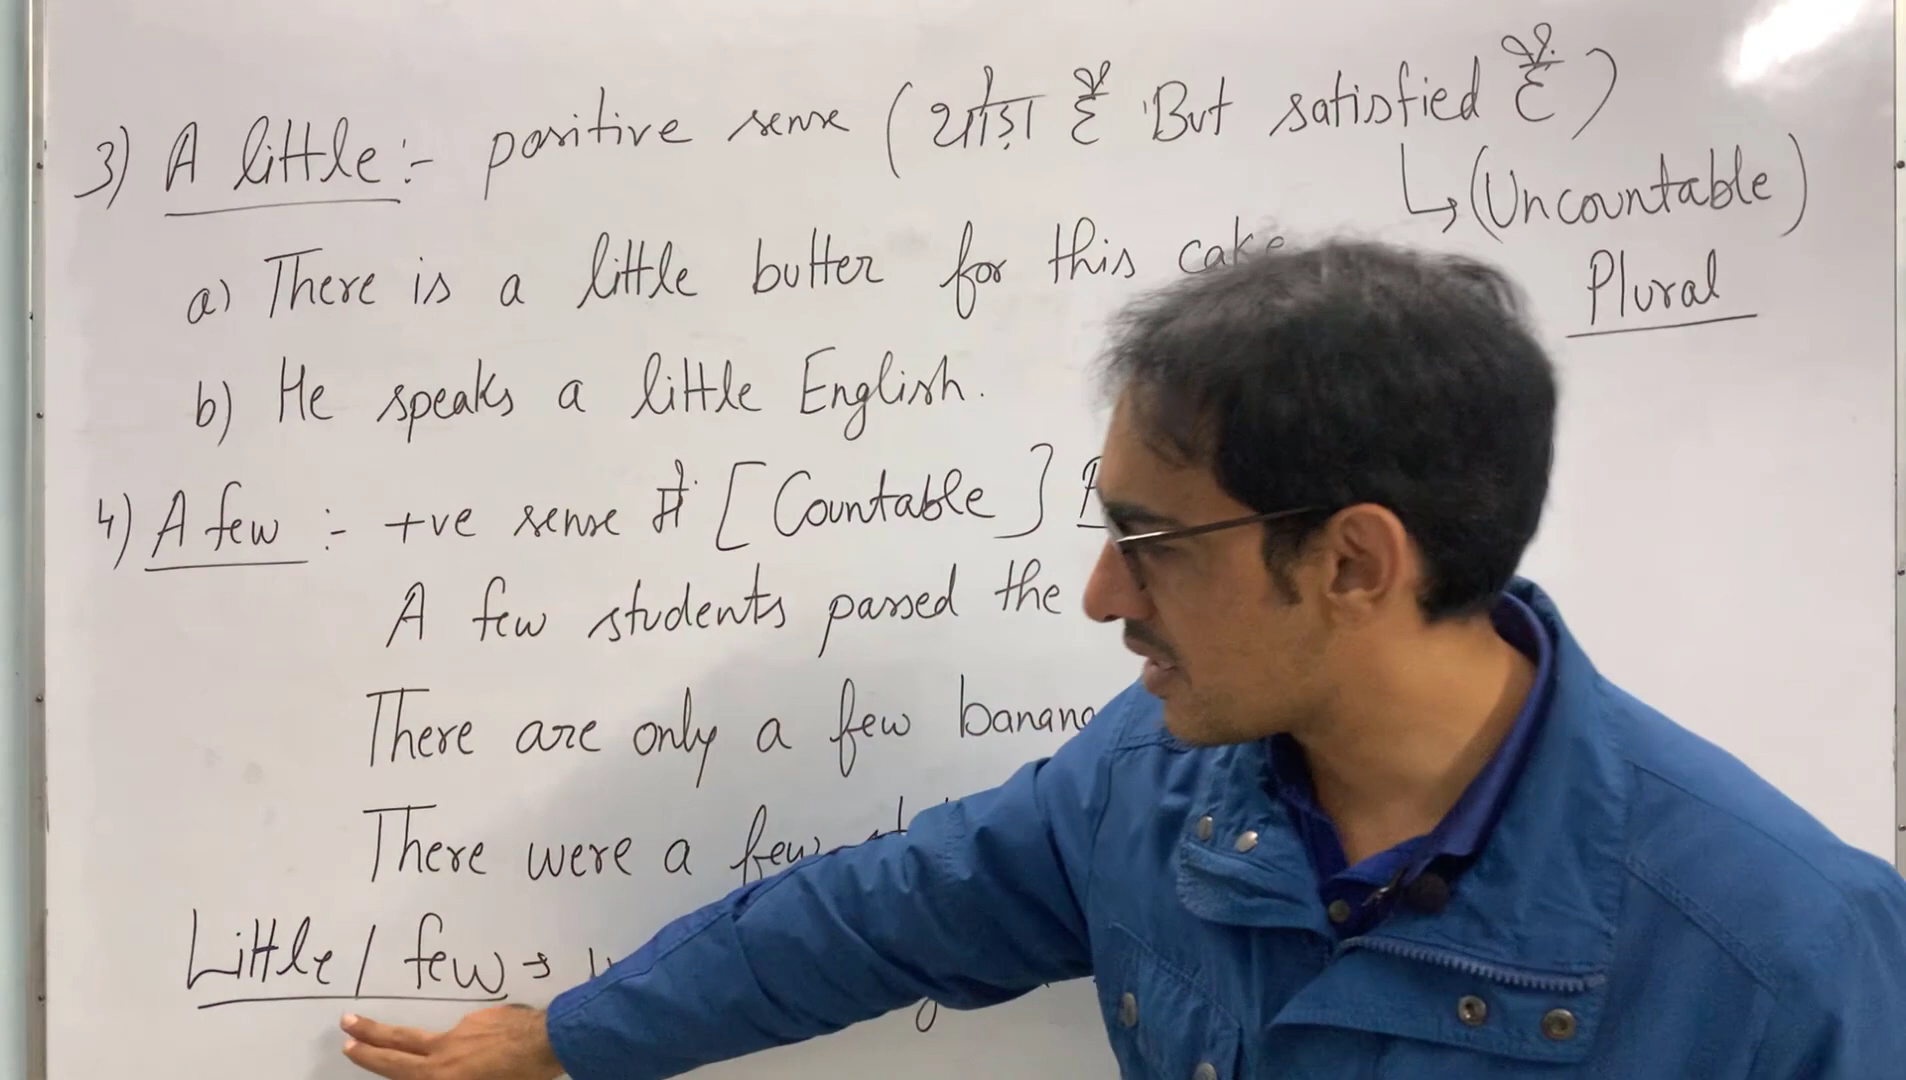 3) A little :- positive sense (थोड़ा है But satisfied हैं)
↳ (Uncountable)
Plural
a) There is a little butter for this cake
b) He speaks a little English.
4) A few :- +ve sense में [Countable]
A few students passed the
There are only a few
There were a few
Little / few →